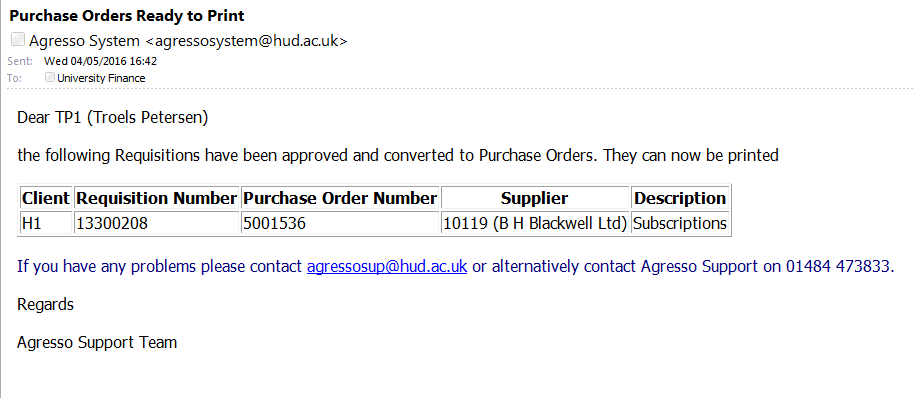 Purchase Orders Ready to Print
Agresso System <agressosystem@hud.ac.uk>
Sent: Wed 04/05/2016 16:42
To: University Finance
Dear TP1 (Troels Petersen)
the following Requisitions have been approved and converted to Purchase Orders. They can now be printed
Client Requisition Number Purchase Order Number Supplier Description
H1 13300208 5001536 10119 (B H Blackwell Ltd) Subscriptions
If you have any problems please contact agressosup@hud.ac.uk or alternatively contact Agresso Support on 01484 473833.
Regards
Agresso Support Team